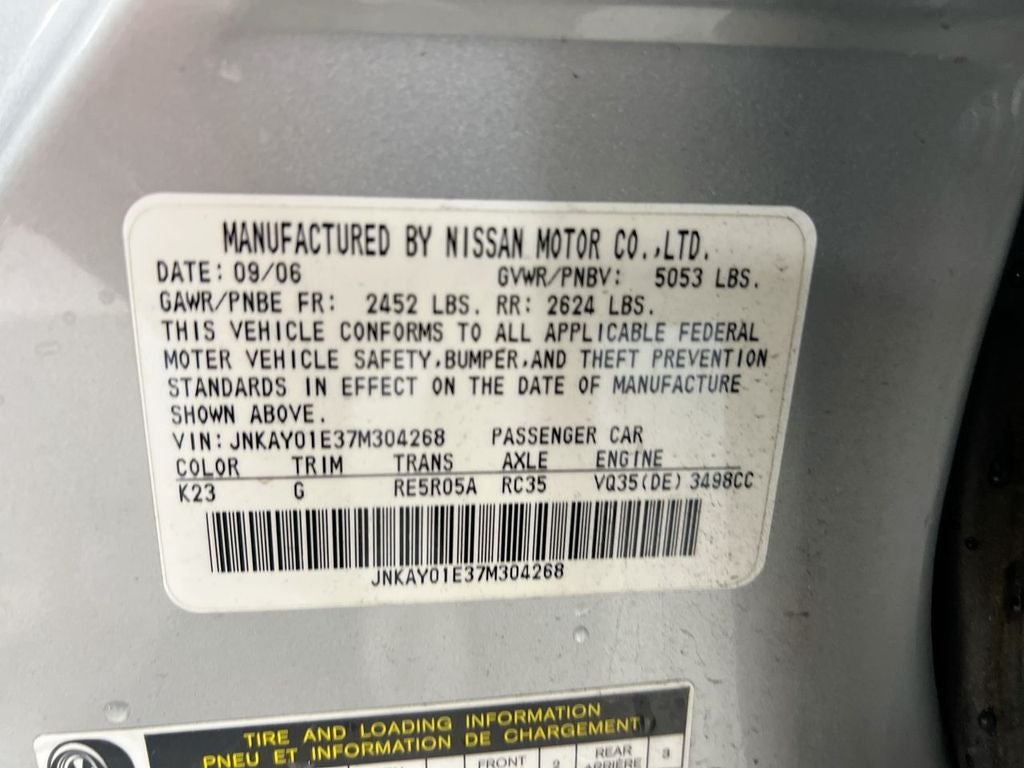 MANUFACTURED BY NISSAN MOTOR CO.,LTD.
DATE: 09/06 GVWR/PNBV: 5053 LBS.
GAWR/PNBE FR: 2452 LBS. RR: 2624 LBS.
THIS VEHICLE CONFORMS TO ALL APPLICABLE FEDERAL
MOTER VEHICLE SAFETY,BUMPER,AND THEFT PREVENTION
STANDARDS IN EFFECT ON THE DATE OF MANUFACTURE
SHOWN ABOVE.
VIN: JNKAY01E37M304268 PASSENGER CAR
COLOR TRIM TRANS AXLE ENGINE
K23 G RE5R05A RC35 VQ35(DE) 3498CC
JNKAY01E37M304268
TIRE AND LOADING INFORMATION
PNEU ET INFORMATION DE CHARGEMENT
FRONT 2 REAR 3
ARRIÈRE